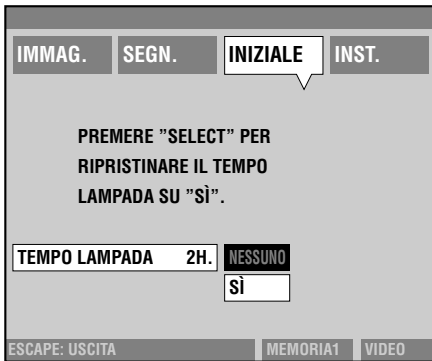 IMMAG. SEGN. INIZIALE INST.
PREMERE ”SELECT” PER
RIPRISTINARE IL TEMPO
LAMPADA SU ”SÌ”.
TEMPO LAMPADA 2H. NESSUNO
SÌ
ESCAPE: USCITA MEMORIA1 VIDEO